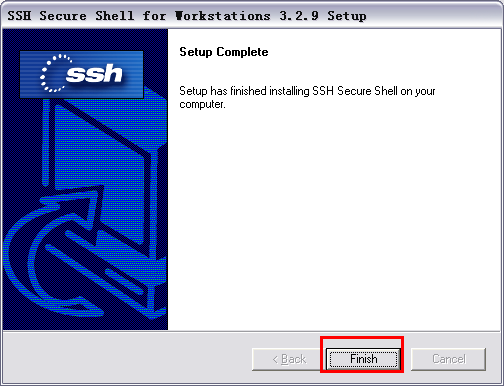 SSH Secure Shell for Workstations 3.2.9 Setup
ssh
Setup Complete
Setup has finished installing SSH Secure Shell on your
computer.
< Back
Finish
Cancel